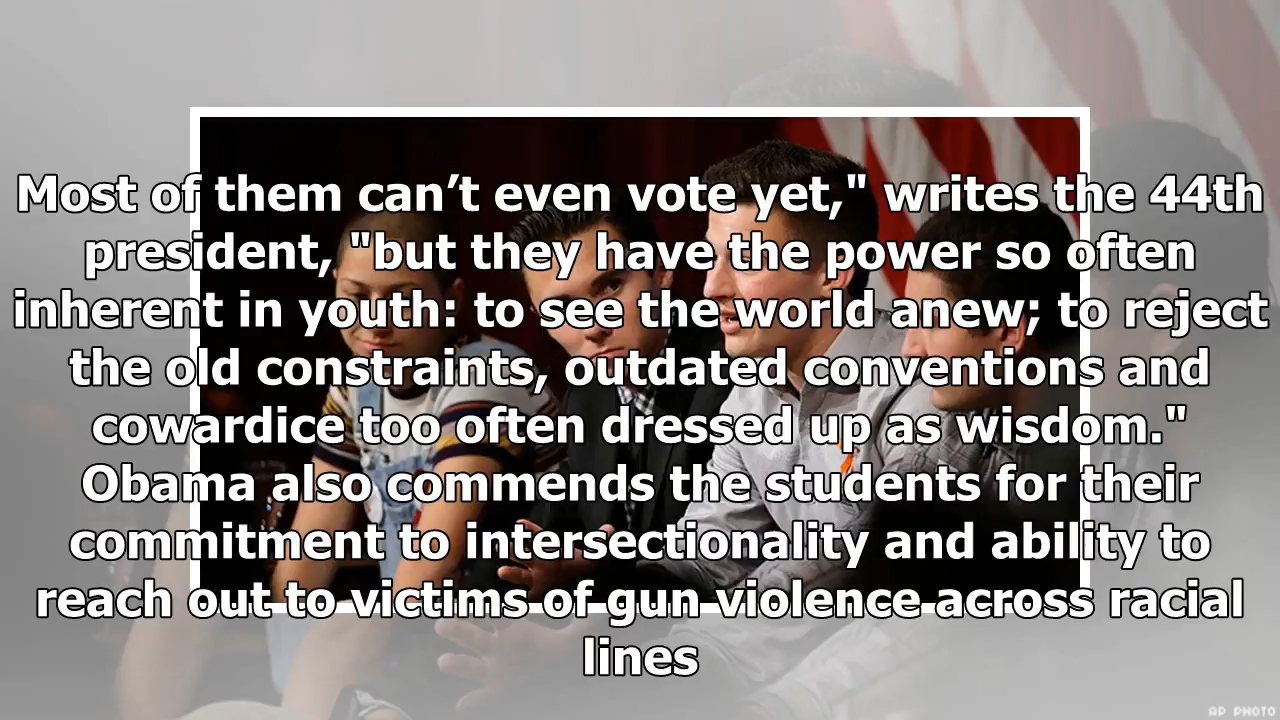 Most of them can’t even vote yet," writes the 44th
president, "but they have the power so often
inherent in youth: to see the world anew; to reject
the old constraints, outdated conventions and
cowardice too often dressed up as wisdom."
Obama also commends the students for their
commitment to intersectionality and ability to
reach out to victims of gun violence across racial
lines
AP PHOTO